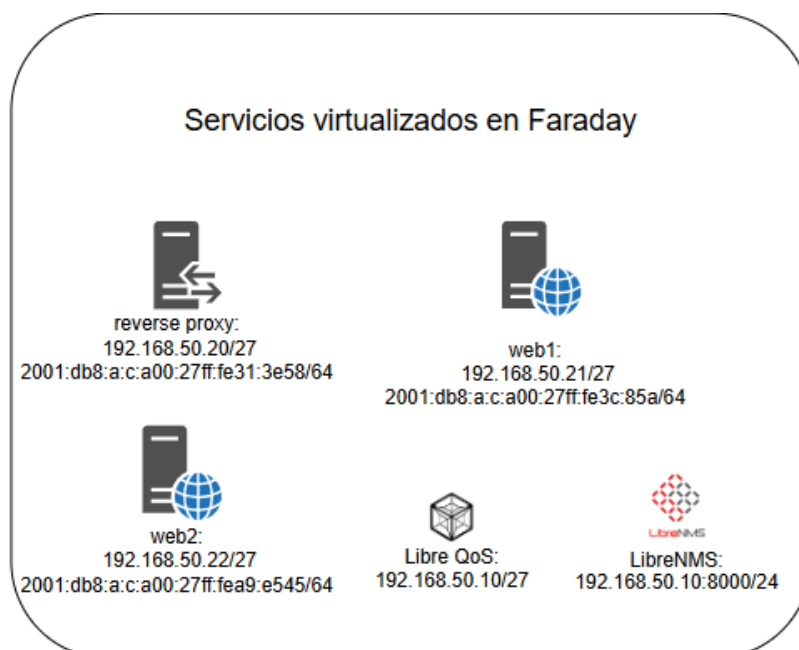 Servicios virtualizados en Faraday
reverse proxy:
192.168.50.20/27
2001:db8:a:c:a00:27ff:fe31:3e58/64
web1:
192.168.50.21/27
2001:db8:a:c:a00:27ff:fe3c:85a/64
web2:
192.168.50.22/27
2001:db8:a:c:a00:27ff:fea9:e545/64
Libre QoS:
192.168.50.10/27
LibreNMS
LibreNMS:
192.168.50.10:8000/24